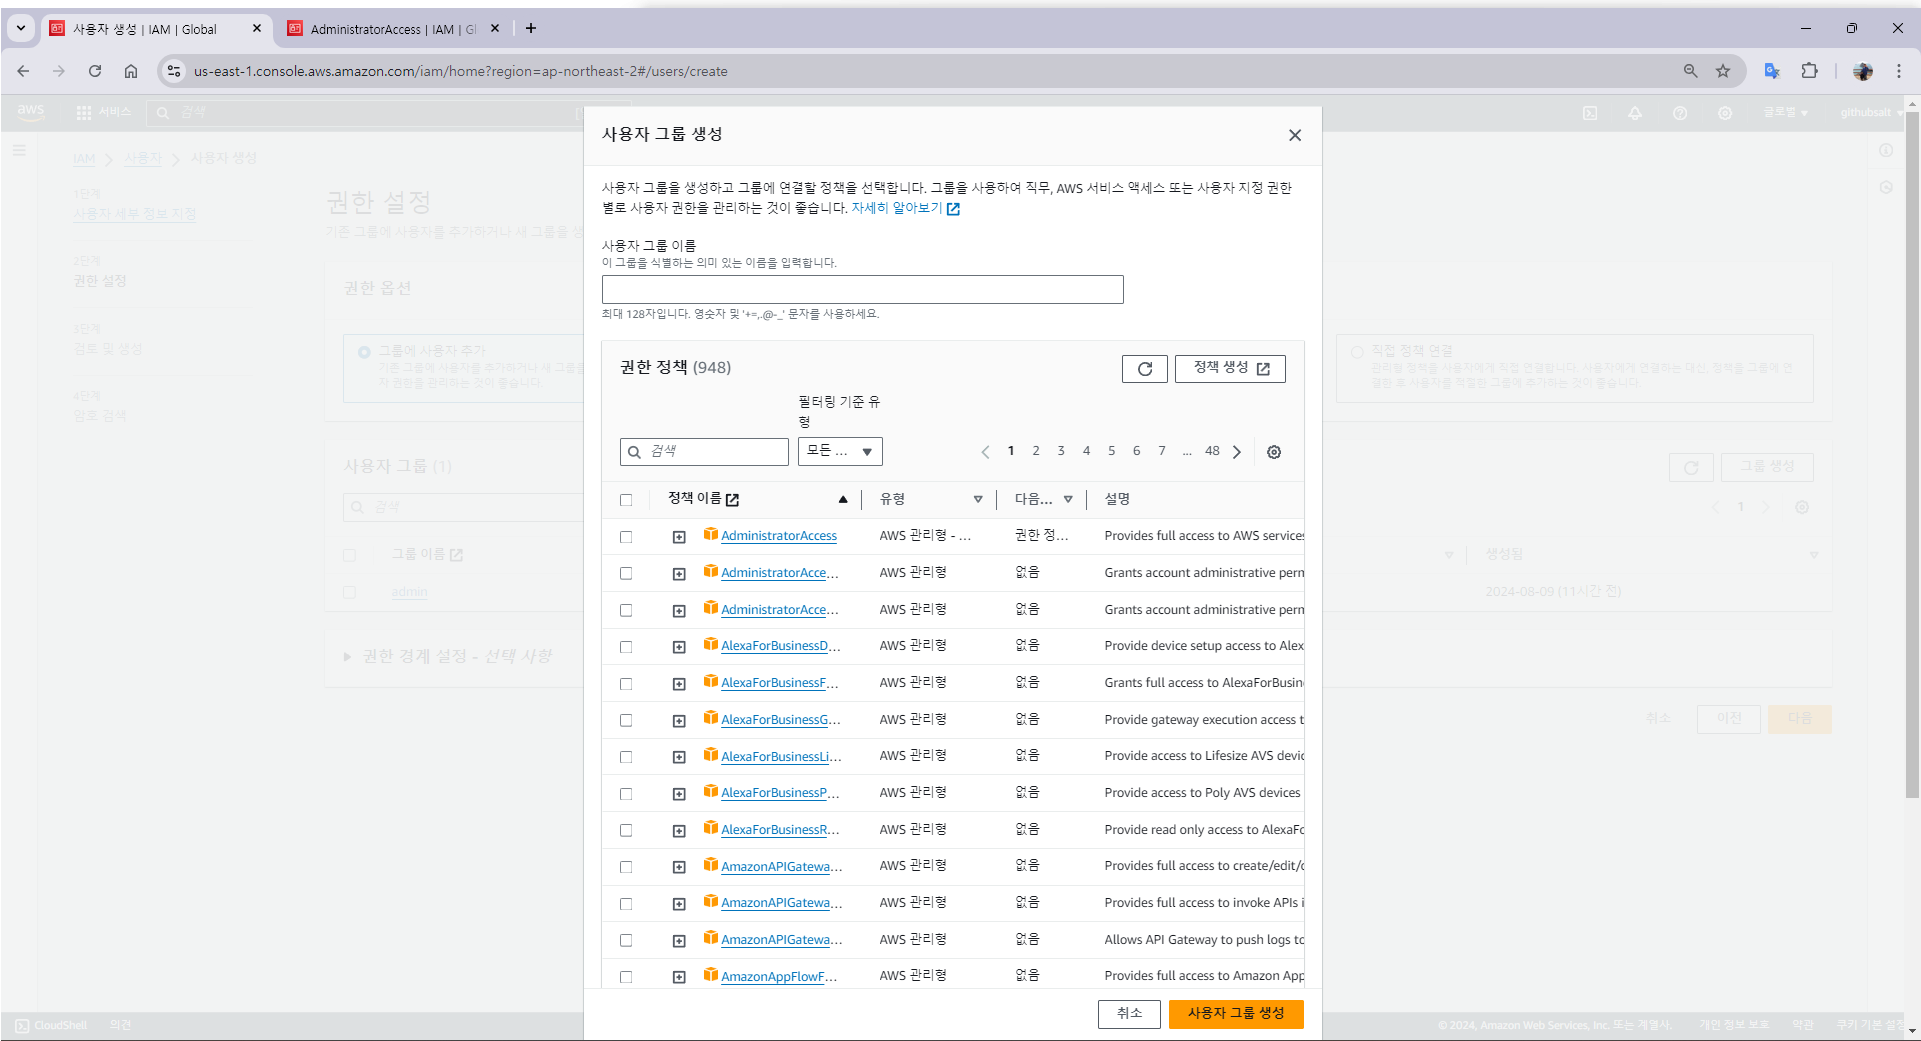 사용자 생성 | IAM | Global
AdministratorAccess | IAM | Gl
us-east-1.console.aws.amazon.com/iam/home?region=ap-northeast-2#/users/create
aws
서비스
검색
글로벌
githubsalt
IAM
사용자
사용자 생성
1단계
사용자 세부 정보 지정
2단계
권한 설정
3단계
검토 및 생성
4단계
암호 검색
권한 설정
기존 그룹에 사용자를 추가하거나 새 그룹을 생
권한 옵션
그룹에 사용자 추가
기존 그룹에 사용자를 추가하거나 새 그룹을
자 권한을 관리하는 것이 좋습니다.
직접 정책 연결
관리형 정책을 사용자에게 직접 연결합니다. 사용자에게 연결하는 대신, 정책을 그룹에 연
결한 후 사용자를 적절한 그룹에 추가하는 것이 좋습니다.
사용자 그룹 (1)
그룹 생성
검색
1
그룹 이름
생성됨
admin
2024-08-09 (11시간 전)
권한 경계 설정 - 선택 사항
취소
이전
다음
사용자 그룹 생성
사용자 그룹을 생성하고 그룹에 연결할 정책을 선택합니다. 그룹을 사용하여 직무, AWS 서비스 액세스 또는 사용자 지정 권한
별로 사용자 권한을 관리하는 것이 좋습니다. 자세히 알아보기
사용자 그룹 이름
이 그룹을 식별하는 의미 있는 이름을 입력합니다.
최대 128자입니다. 영숫자 및 '+=,.@-_' 문자를 사용하세요.
권한 정책 (948)
정책 생성
필터링 기준 유
형
검색
모든 ...
1 2 3 4 5 6 7 ... 48
정책 이름 유형 다음... 설명
AdministratorAccess AWS 관리형 - ... 권한 정... Provides full access to AWS services
AdministratorAcce... AWS 관리형 없음 Grants account administrative perm
AdministratorAcce... AWS 관리형 없음 Grants account administrative perm
AlexaForBusinessD... AWS 관리형 없음 Provide device setup access to Alex
AlexaForBusinessF... AWS 관리형 없음 Grants full access to AlexaForBusin
AlexaForBusinessG... AWS 관리형 없음 Provide gateway execution access t
AlexaForBusinessLi... AWS 관리형 없음 Provide access to Lifesize AVS devic
AlexaForBusinessP... AWS 관리형 없음 Provide access to Poly AVS devices
AlexaForBusinessR... AWS 관리형 없음 Provide read only access to AlexaFo
AmazonAPIGatewa... AWS 관리형 없음 Provides full access to create/edit/d
AmazonAPIGatewa... AWS 관리형 없음 Provides full access to invoke APIs i
AmazonAPIGatewa... AWS 관리형 없음 Allows API Gateway to push logs to
AmazonAppFlowF... AWS 관리형 없음 Provides full access to Amazon App
취소
사용자 그룹 생성
CloudShell
의견
© 2024, Amazon Web Services, Inc. 또는 계열사.
개인 정보 보호
약관
쿠키 기본 설정